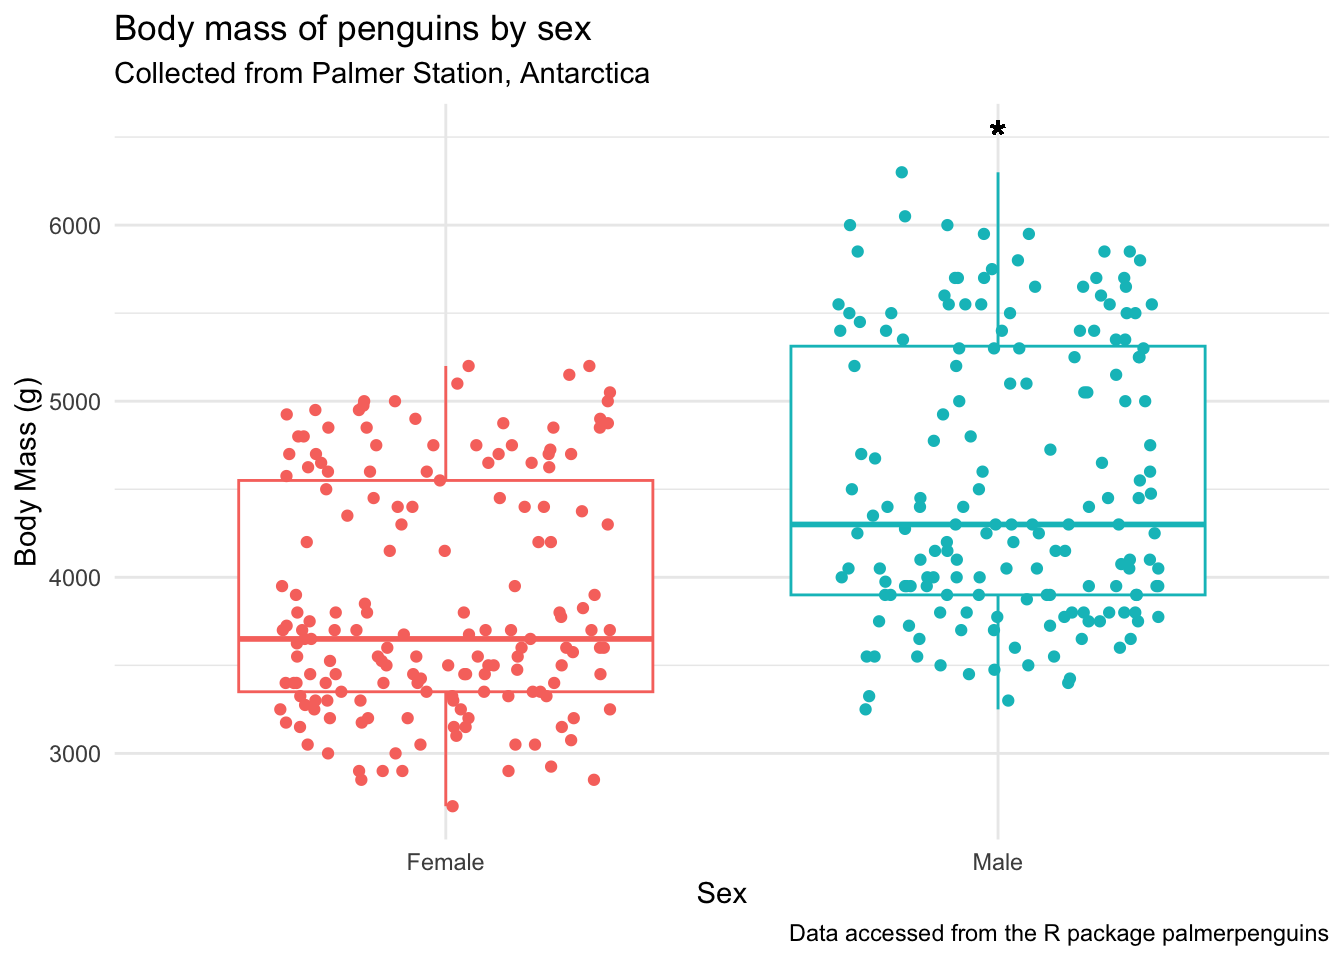 Body mass of penguins by sex
Collected from Palmer Station, Antarctica
*
6000
5000
4000
3000
Body Mass (g)
Female
Male
Sex
Data accessed from the R package palmerpenguins